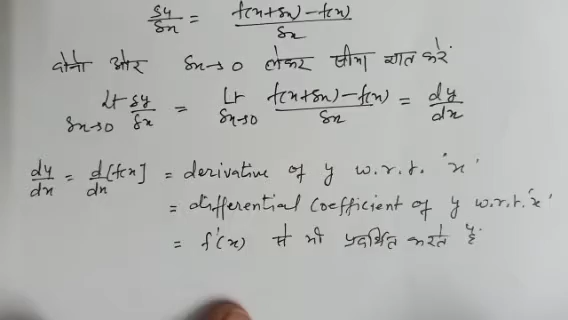 δy/δx = f(x+δx) - f(x)/δx
दोनो ओर δx→0 लेकर सीमा ज्ञात करें
Lt δx→0 δy/δx = Lt δx→0 f(x+δx) - f(x)/δx = dy/dx
dy/dx = d/dx [f(x)] = derivative of y w.r.t. 'x'
= differential coefficient of y w.r.t. 'x'
= f'(x) से भी प्रदर्शित करते है.